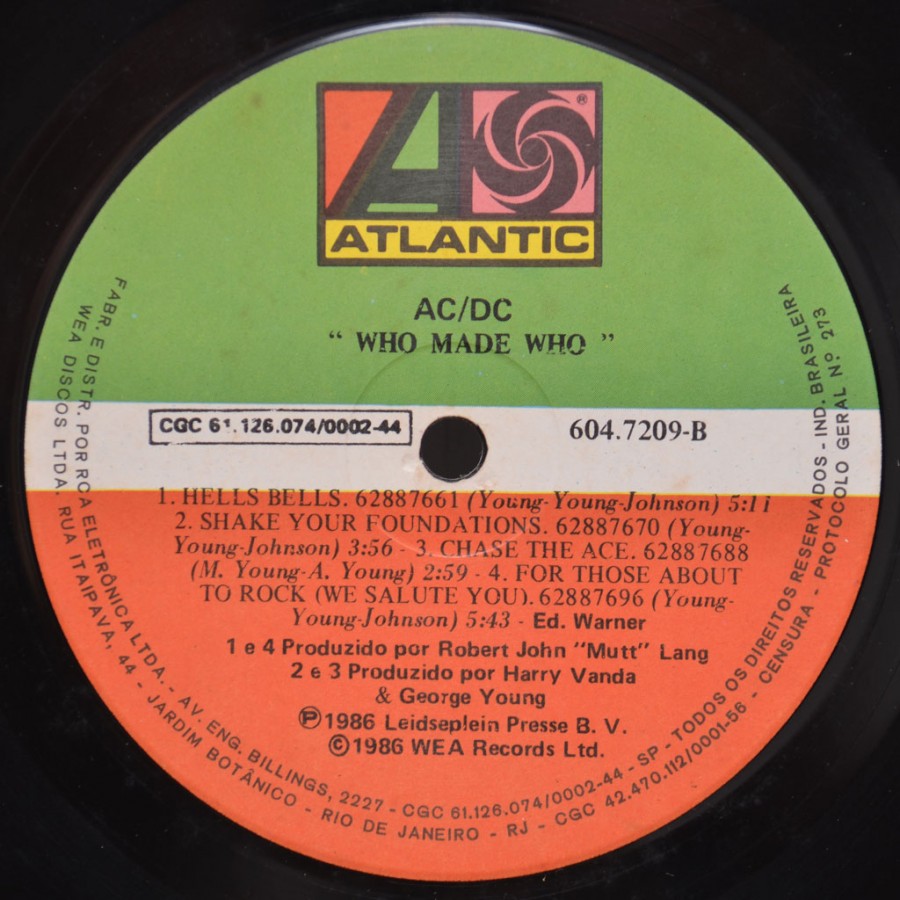 ®
ATLANTIC
AC/DC
" WHO MADE WHO "
CGC 61.126.074/0002-44
604.7209-B
1. HELLS BELLS. 62887661 (Young-Young-Johnson) 5:11
2. SHAKE YOUR FOUNDATIONS. 62887670 (Young-
Young-Johnson) 3:56 - 3. CHASE THE ACE. 62887688
(M. Young-A. Young) 2:59 - 4. FOR THOSE ABOUT
TO ROCK (WE SALUTE YOU). 62887696 (Young-
Young-Johnson) 5:43 - Ed. Warner
1 e 4 Produzido por Robert John "Mutt" Lang
2 e 3 Produzido por Harry Vanda
& George Young
℗1986 Leidseplein Presse B. V.
©1986 WEA Records Ltd.
FABR. E DISTR. POR RCA ELETRÔNICA LTDA. - AV. ENG. BILLINGS, 2227 - CGC 61.126.074/0002-44 - SP - TODOS OS DIREITOS RESERVADOS - IND. BRASILEIRA
WEA DISCOS LTDA. RUA ITAIPAVA, 44 - JARDIM BOTÂNICO - RIO DE JANEIRO - RJ - CGC 42.470.112/0001-56 - CENSURA - PROTOCOLO GERAL Nº 273